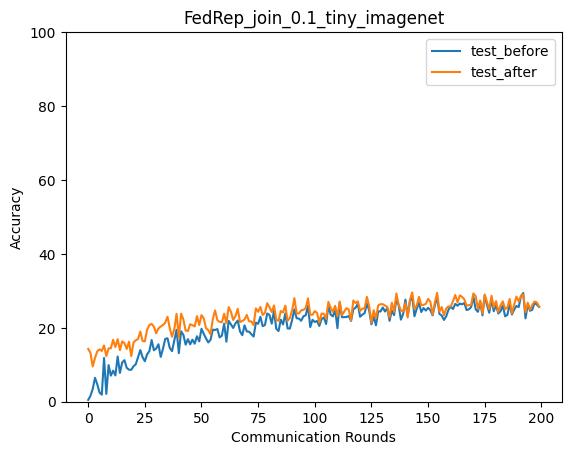 FedRep_join_0.1_tiny_imagenet
100
80
60
40
20
0
Accuracy
test_before
test_after
0 25 50 75 100 125 150 175 200
Communication Rounds